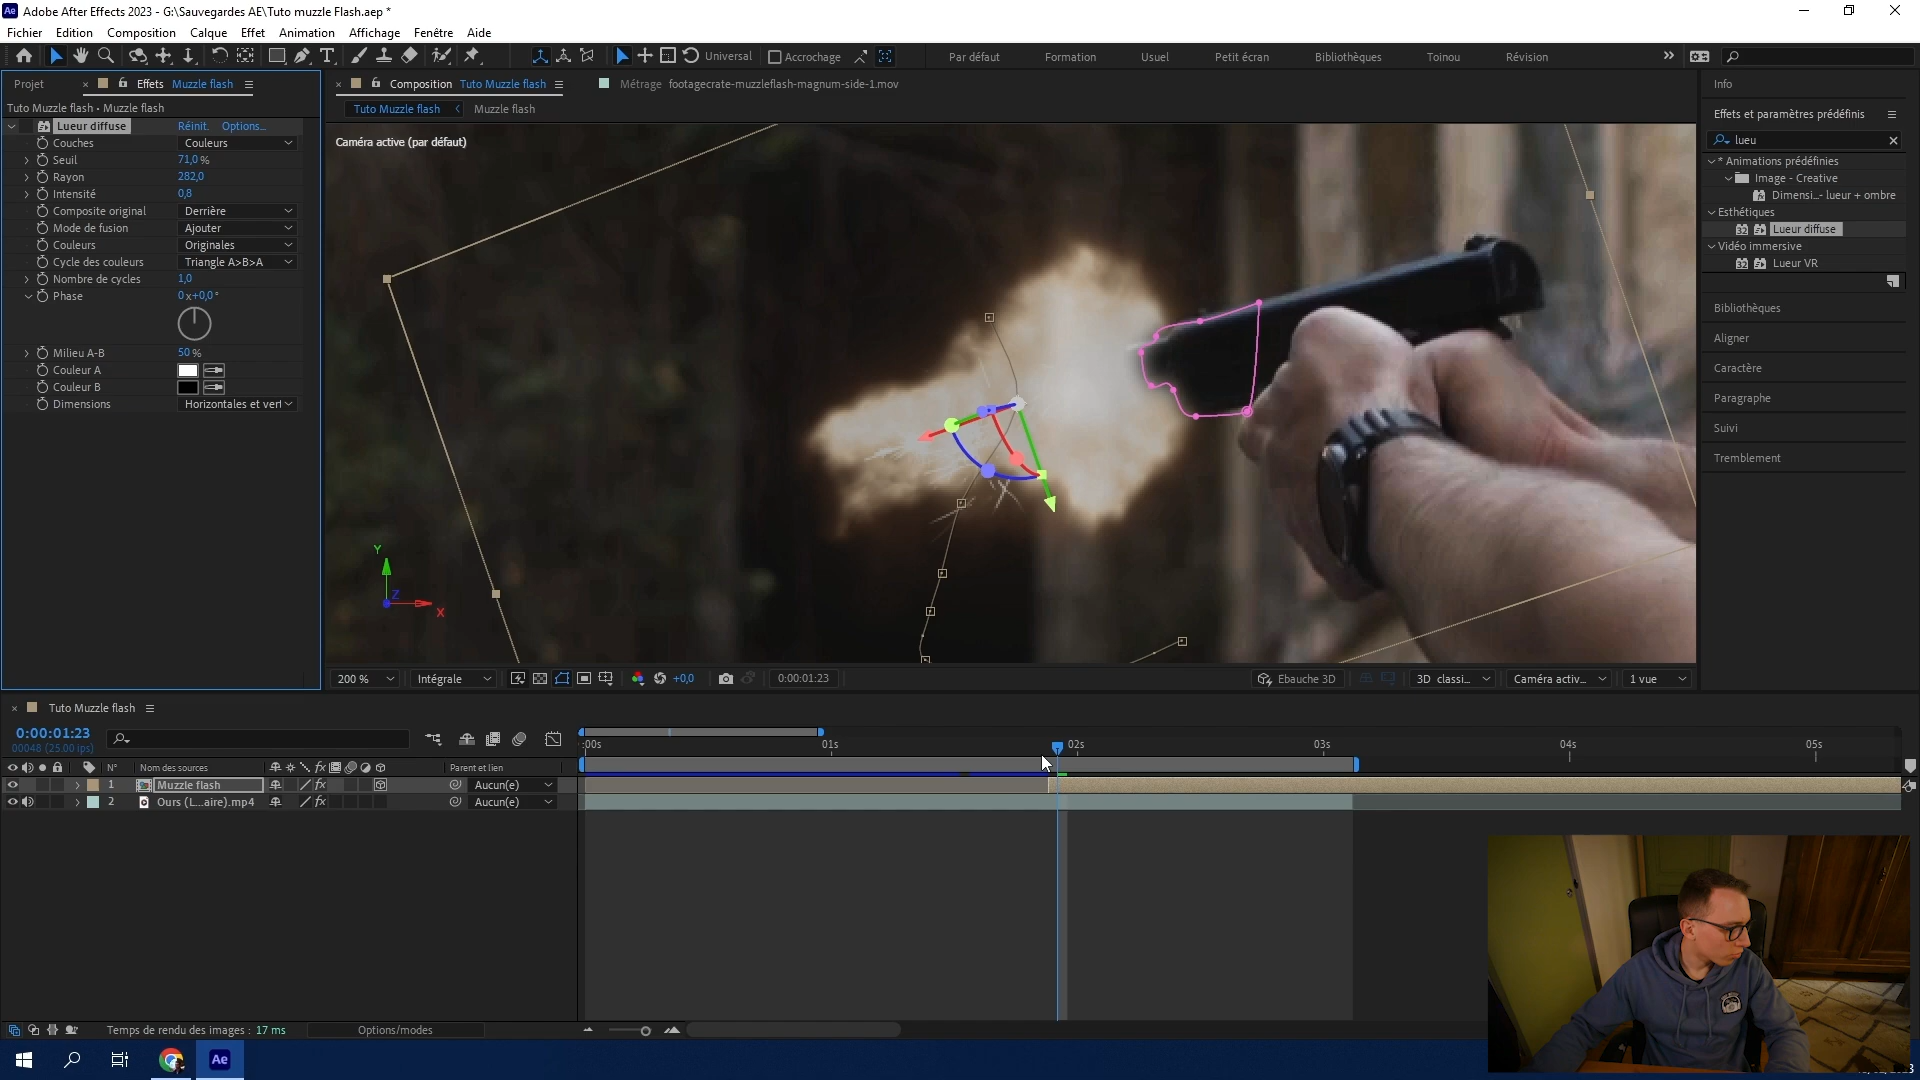 Adobe After Effects 2023 - G:\Sauvegardes AE\Tuto muzzle Flash.aep *
Fichier Edition Composition Calque Effet Animation Affichage Fenêtre Aide
Universal Accrochage Par défaut Formation Usuel Petit écran Bibliothèques Toinou Révision
Projet Effets Muzzle flash
Composition Tuto Muzzle flash Métrage footagecrate-muzzleflash-magnum-side-1.mov
Info
Tuto Muzzle flash • Muzzle flash
Tuto Muzzle flash Muzzle flash
Effets et paramètres prédéfinis
Lueur diffuse Réinit. Options...
Couches Couleurs
Seuil 71,0 %
Rayon 282,0
Intensité 0,8
Composite original Derrière
Mode de fusion Ajouter
Couleurs Originales
Cycle des couleurs Triangle A>B>A
Nombre de cycles 1,0
Phase 0 x+0,0 °
Milieu A-B 50 %
Couleur A
Couleur B
Dimensions Horizontales et vert
Caméra active (par défaut)
Y
Z
X
lueu
* Animations prédéfinies
Image - Creative
Dimensi...- lueur + ombre
Esthétiques
32 Lueur diffuse
Vidéo immersive
32 Lueur VR
Bibliothèques
Aligner
Caractère
Paragraphe
Suivi
Tremblement
200 % Intégrale +0,0 0:00:01:23 Ebauche 3D 3D classi... Caméra activ... 1 vue
Tuto Muzzle flash
0:00:01:23
00048 (25.00 ips)
:00s 01s 02s 03s 04s 05s
N° Nom des sources fx Parent et lien
1 Muzzle flash fx Aucun(e)
2 Ours (L...aire).mp4 fx Aucun(e)
Temps de rendu des images : 17 ms Options/modes
Ae